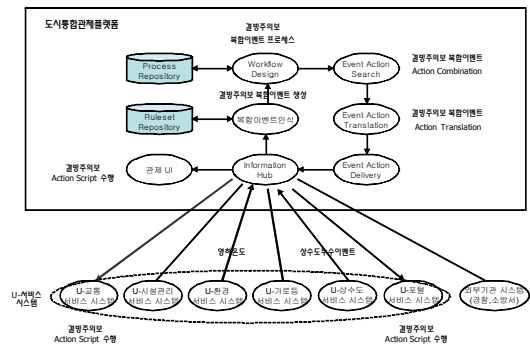 도시통합관제플랫폼
결빙주의보
복합이벤트 프로세스
Process
Repository
Workflow
Design
Event Action
Search
결빙주의보 복합이벤트
Action Combination
결빙주의보 복합이벤트 생성
Ruleset
Repository
복합이벤트인식
Event Action
Translation
결빙주의보 복합이벤트
Action Translation
결빙주의보
Action Script 수행
관제 UI
Information
Hub
Event Action
Delivery
영하온도
상수도누수이벤트
U-서비스
시스템
U-교통
서비스 시스템
U-시설관리
서비스 시스템
U-환경
서비스 시스템
U-가로등
서비스 시스템
U-상수도
서비스 시스템
U-포털
서비스 시스템
외부기관 시스템
(경찰,소방서)
결빙주의보
Action Script 수행
결빙주의보
Action Script 수행